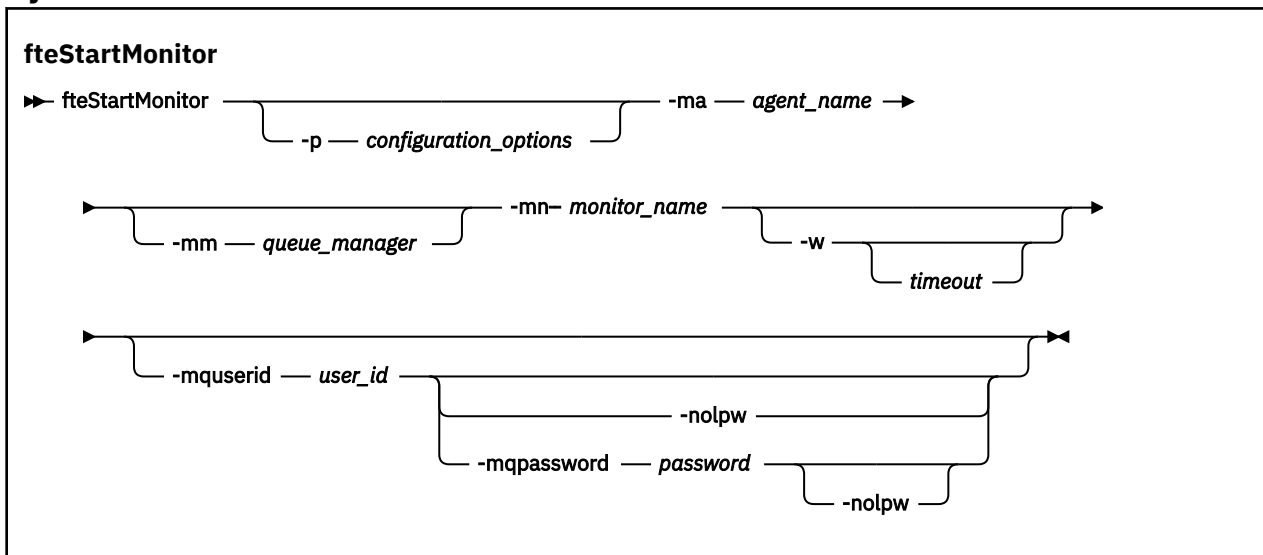 fteStartMonitor
fteStartMonitor -ma agent_name
-p configuration_options
-mn monitor_name
-mm queue_manager -w
timeout
-mquserid user_id
-nolpw
-mqpassword password
-nolpw